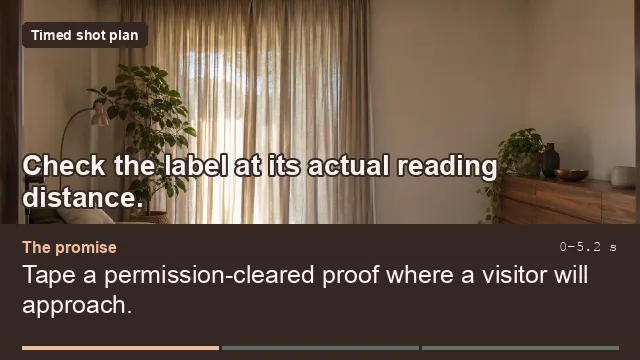 Timed shot plan
Check the label at its actual reading
distance.
The promise
0–5.2 s
Tape a permission-cleared proof where a visitor will
approach.